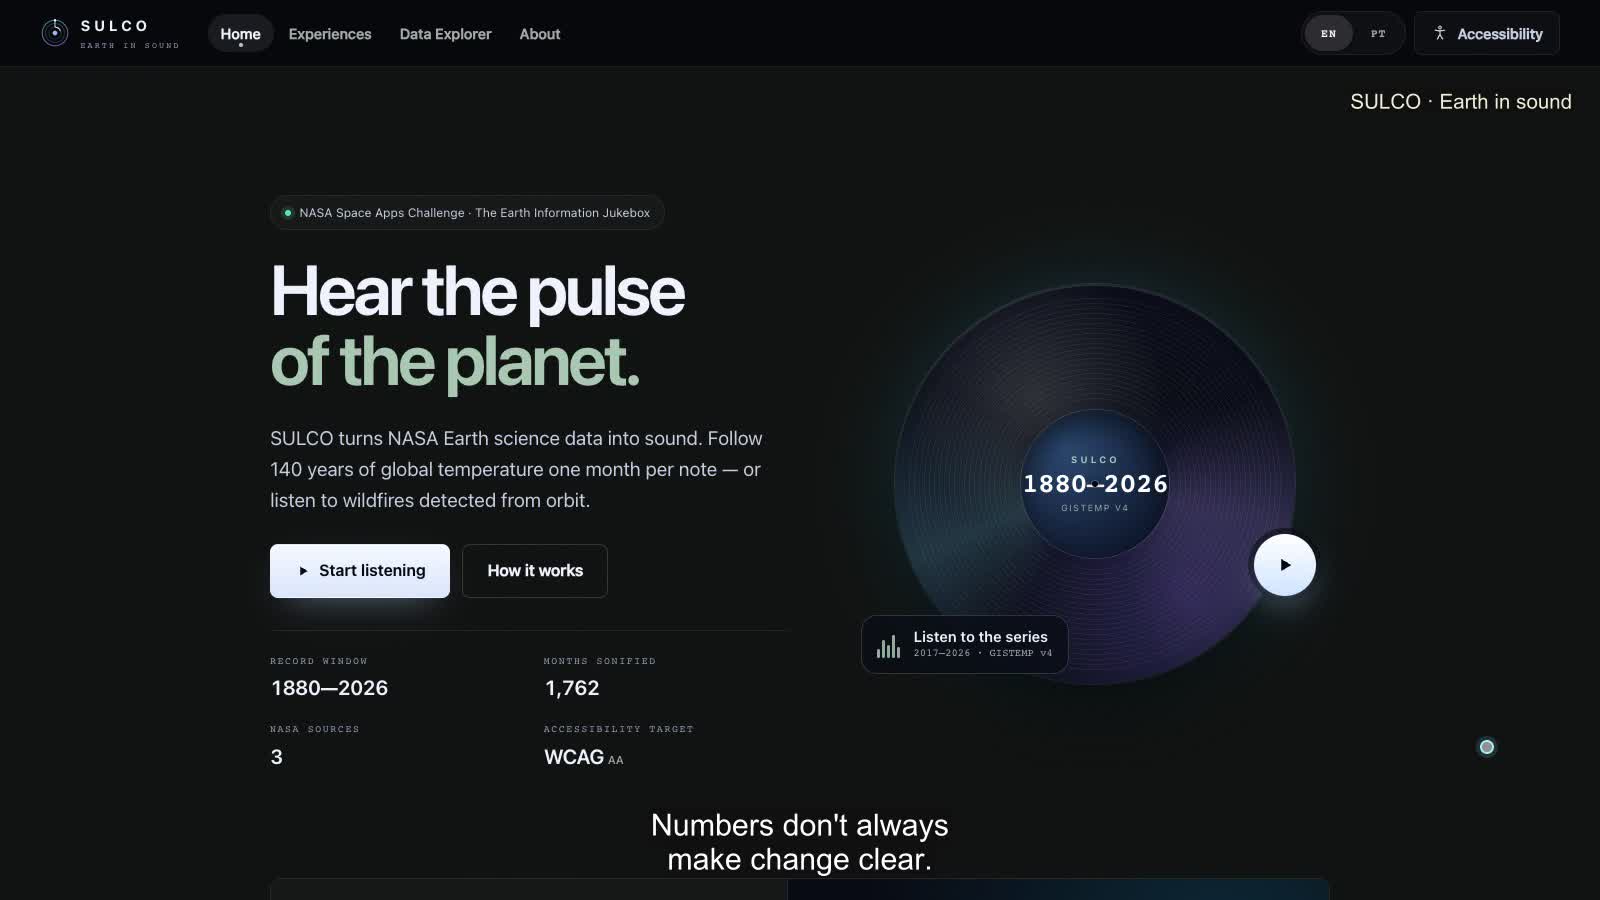 SULCO
EARTH IN SOUND
Home
Experiences
Data Explorer
About
EN
PT
Accessibility
SULCO · Earth in sound
NASA Space Apps Challenge · The Earth Information Jukebox
Hear the pulse
of the planet.
SULCO turns NASA Earth science data into sound. Follow
140 years of global temperature one month per note — or
listen to wildfires detected from orbit.
Start listening
How it works
RECORD WINDOW
1880—2026
MONTHS SONIFIED
1,762
NASA SOURCES
3
ACCESSIBILITY TARGET
WCAG AA
SULCO
1880—2026
GISTEMP V4
Listen to the series
2017—2026 • GISTEMP v4
Numbers don't always
make change clear.